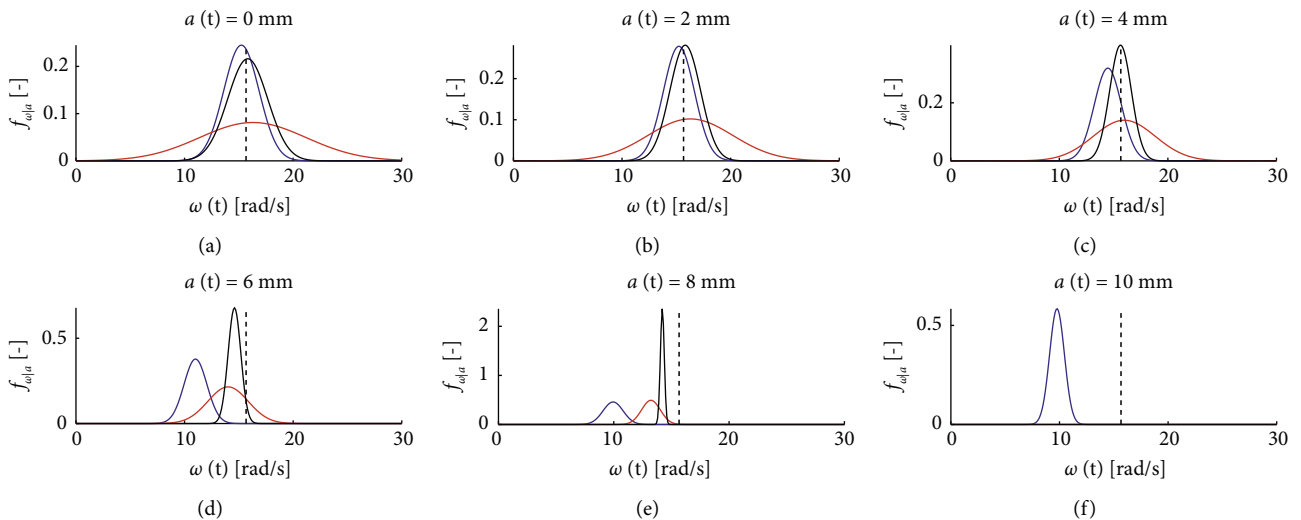 a (t) = 0 mm
a (t) = 2 mm
a (t) = 4 mm
0.2
0.1
0
f_ω|a [-]
0 10 20 30
ω (t) [rad/s]
(a)
0.2
0.1
0
f_ω|a [-]
0 10 20 30
ω (t) [rad/s]
(b)
0.2
0
f_ω|a [-]
0 10 20 30
ω (t) [rad/s]
(c)
a (t) = 6 mm
a (t) = 8 mm
a (t) = 10 mm
0.5
0
f_ω|a [-]
0 10 20 30
ω (t) [rad/s]
(d)
2
1
0
f_ω|a [-]
0 10 20 30
ω (t) [rad/s]
(e)
0.5
0
f_ω|a [-]
0 10 20 30
ω (t) [rad/s]
(f)